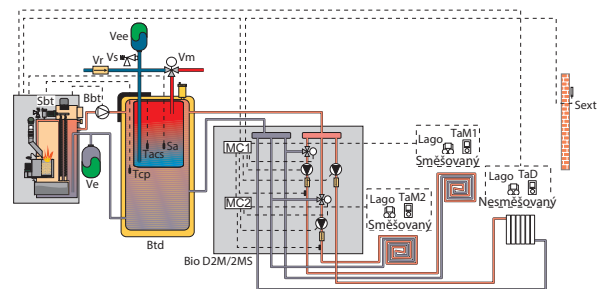 Vee
Vs
Vr
Vm
Sbt
Bbt
Sa
Tacs
Tcp
Ve
Btd
MC1
MC2
Bio D2M/2MS
Lago TaM1
Směšovaný
Lago TaM2
Směšovaný
Lago TaD
Nesměšovaný
Sext